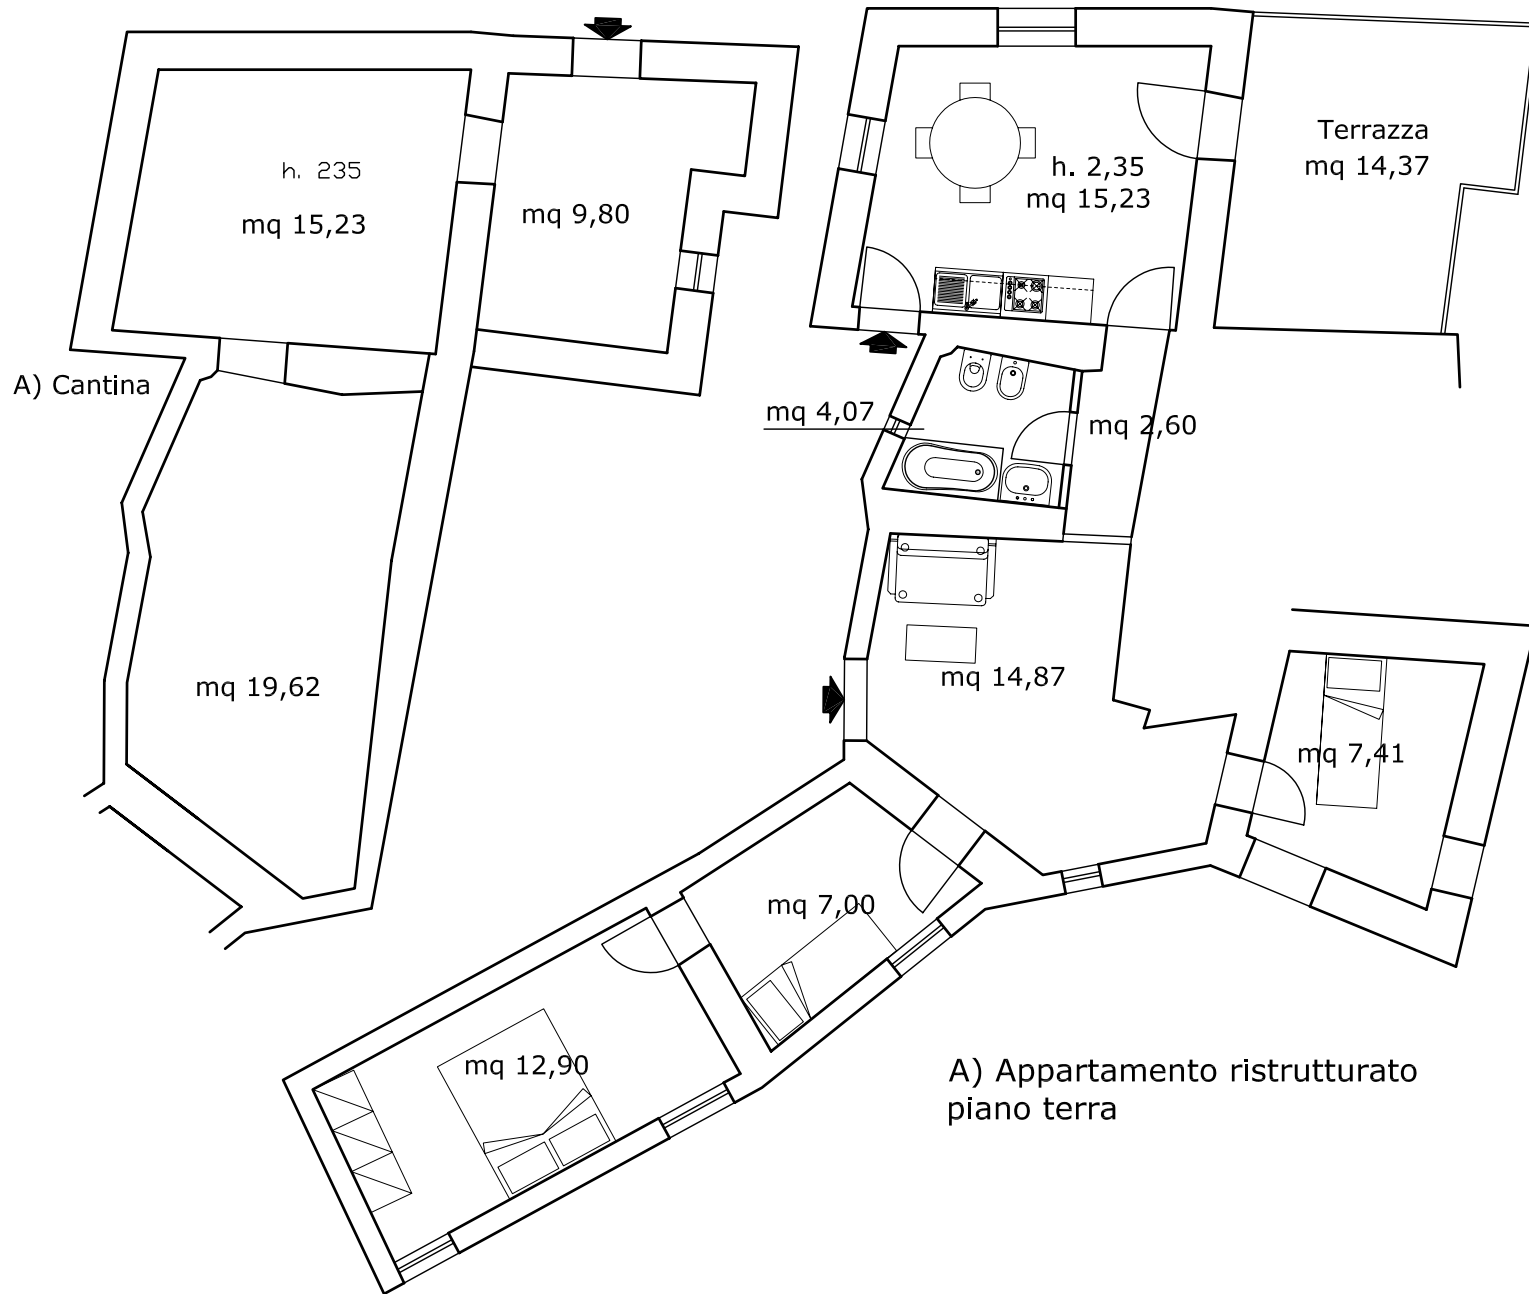 h. 235
mq 15,23
mq 9,80
A) Cantina
mq 19,62
h. 2,35
mq 15,23
Terrazza
mq 14,37
mq 4,07
mq 2,60
mq 14,87
mq 7,41
mq 7,00
mq 12,90
A) Appartamento ristrutturato
piano terra